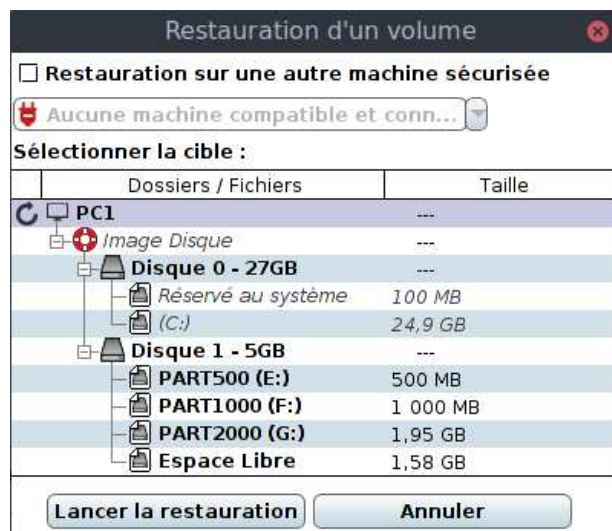 Restauration d'un volume
Restauration sur une autre machine sécurisée
Aucune machine compatible et conn...
Sélectionner la cible :
Dossiers / Fichiers Taille
PC1 ---
Image Disque ---
Disque 0 - 27GB ---
Réservé au système 100 MB
(C:) 24,9 GB
Disque 1 - 5GB ---
PART500 (E:) 500 MB
PART1000 (F:) 1 000 MB
PART2000 (G:) 1,95 GB
Espace Libre 1,58 GB
Lancer la restauration Annuler